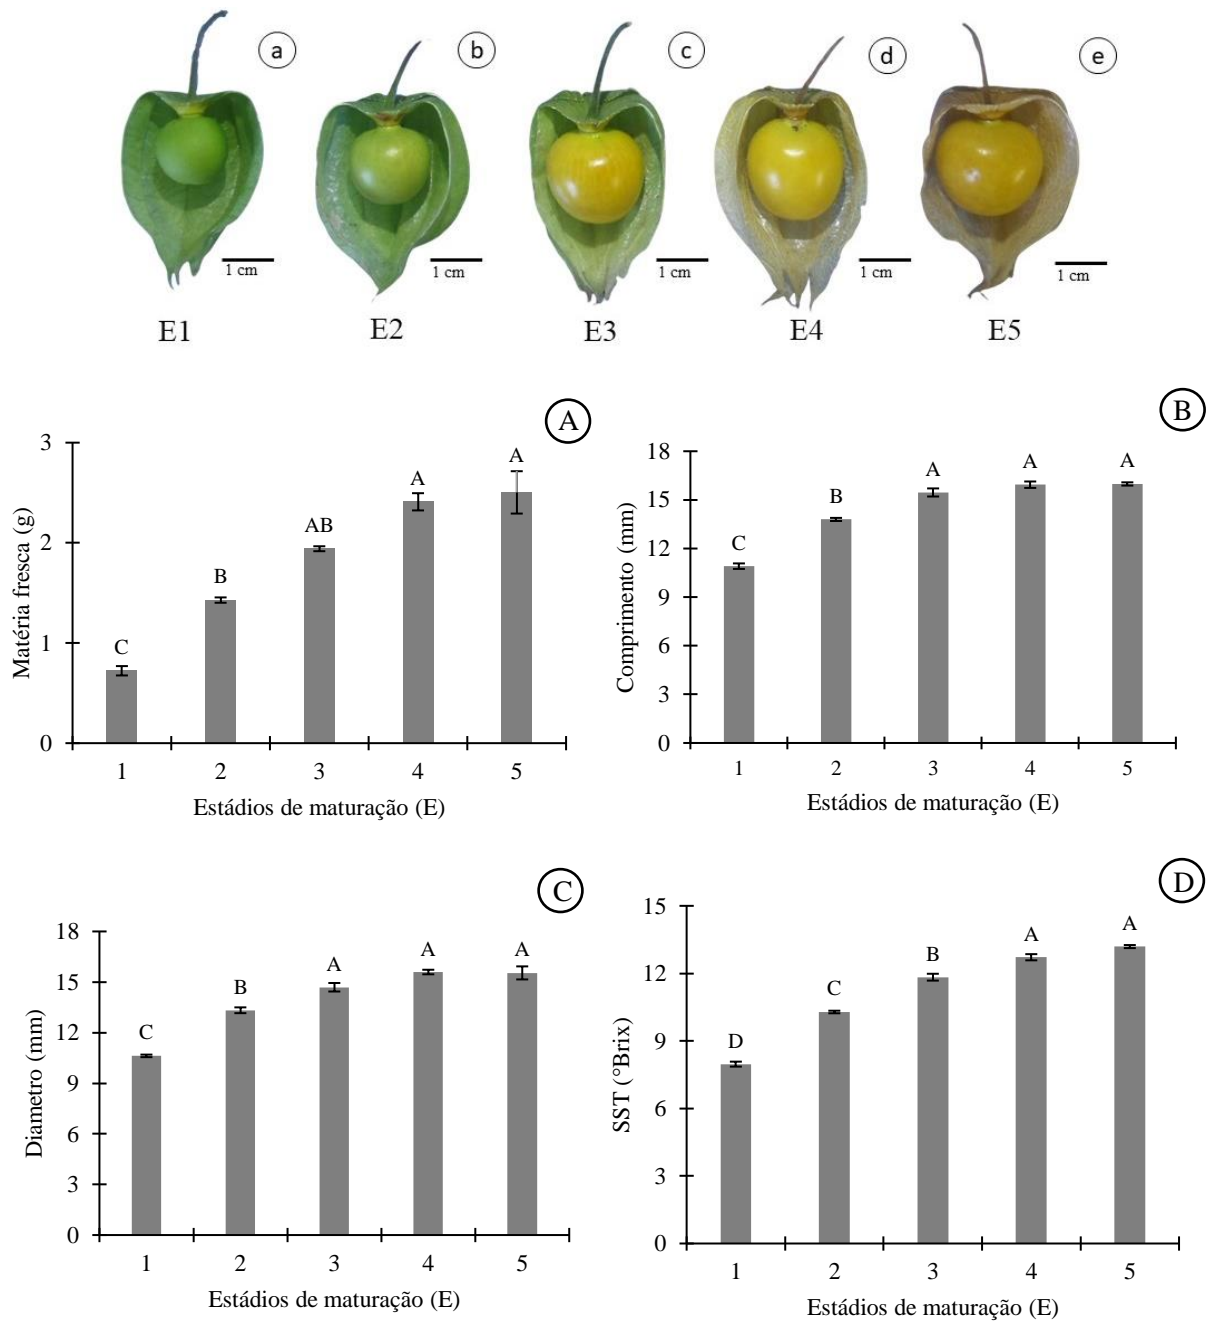 a b c d e
1 cm 1 cm 1 cm 1 cm 1 cm
E1 E2 E3 E4 E5
A
3
2
1
0
Matéria fresca (g)
C B AB A A
1 2 3 4 5
Estádios de maturação (E)
B
18
15
12
9
6
3
0
Comprimento (mm)
C B A A A
1 2 3 4 5
Estádios de maturação (E)
C
18
15
12
9
6
3
0
Diametro (mm)
C B A A A
1 2 3 4 5
Estádios de maturação (E)
D
15
12
9
6
3
0
SST (°Brix)
D C B A A
1 2 3 4 5
Estádios de maturação (E)